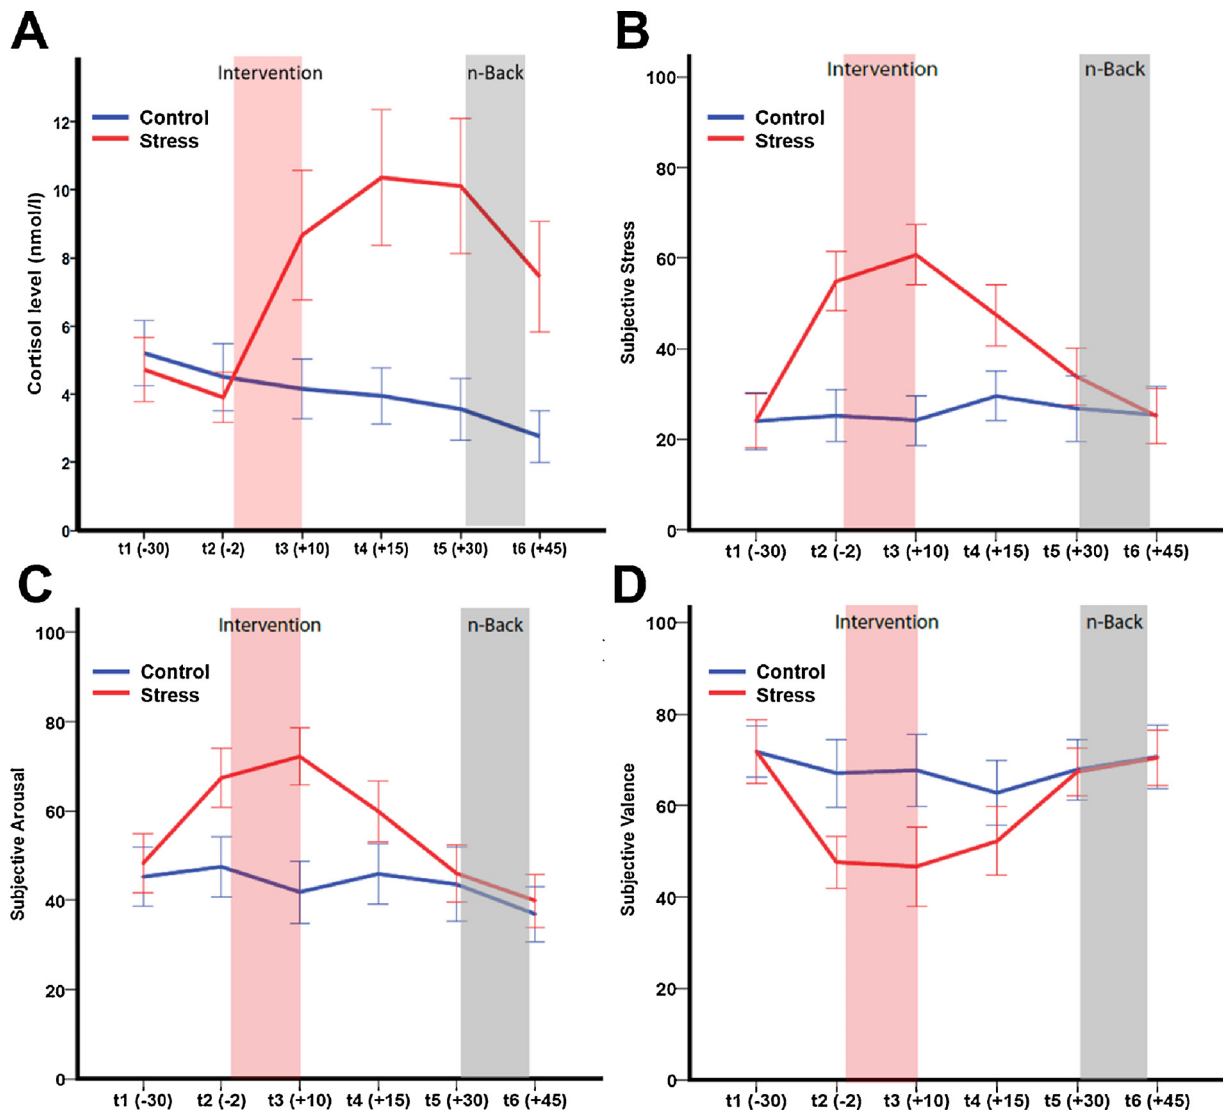 A
Intervention
n-Back
Control
Stress
Cortisol level (nmol/l)
12
10
8
6
4
2
0
t1 (-30) t2 (-2) t3 (+10) t4 (+15) t5 (+30) t6 (+45)
B
Intervention
n-Back
Control
Stress
Subjective Stress
100
80
60
40
20
0
t1 (-30) t2 (-2) t3 (+10) t4 (+15) t5 (+30) t6 (+45)
C
Intervention
n-Back
Control
Stress
Subjective Arousal
100
80
60
40
20
0
t1 (-30) t2 (-2) t3 (+10) t4 (+15) t5 (+30) t6 (+45)
D
Intervention
n-Back
Control
Stress
Subjective Valence
100
80
60
40
20
0
t1 (-30) t2 (-2) t3 (+10) t4 (+15) t5 (+30) t6 (+45)